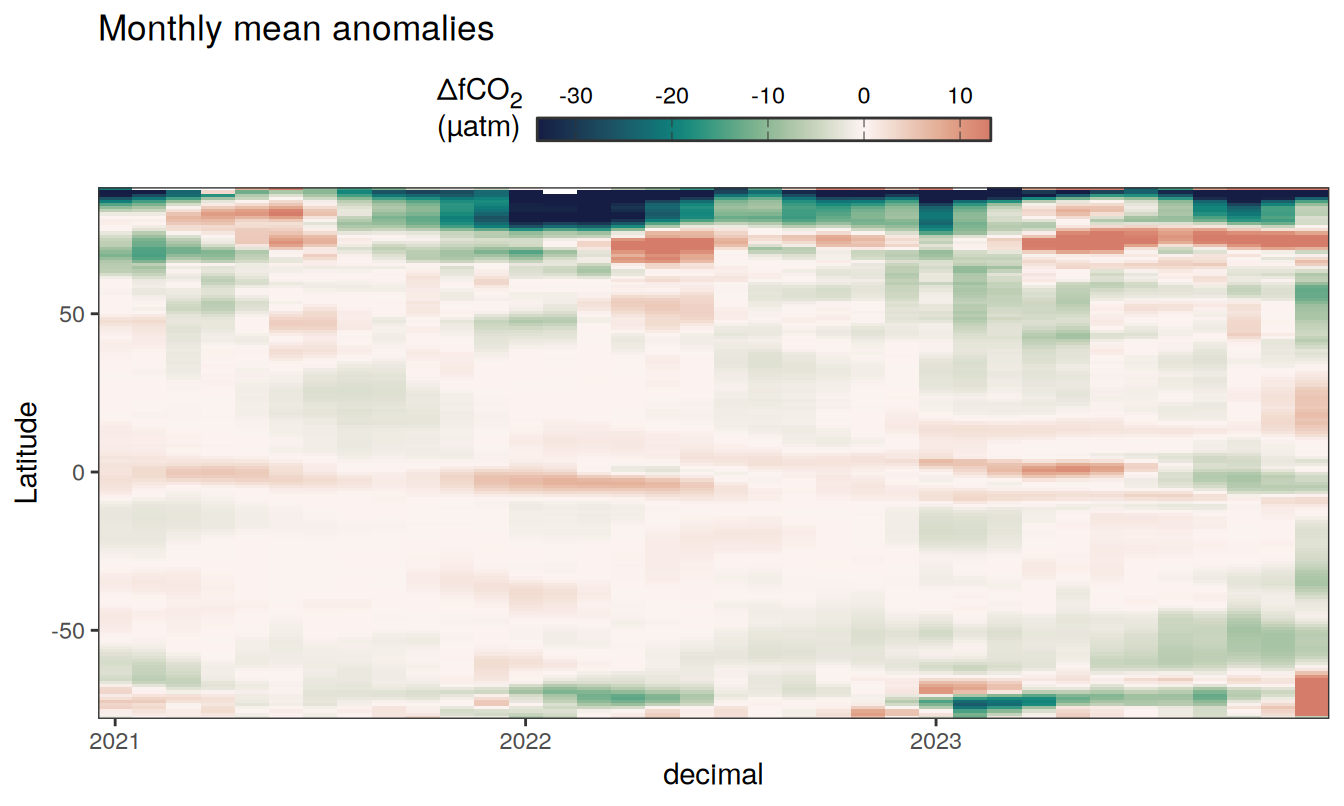 Monthly mean anomalies
ΔfCO₂
(µatm)
-30 -20 -10 0 10
Latitude
50
0
-50
2021 2022 2023
decimal